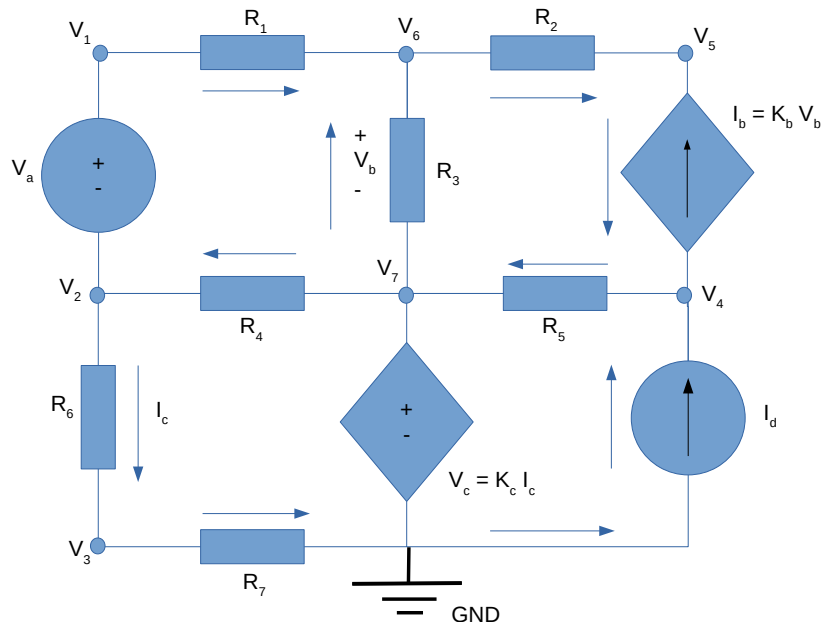 R1
V1
V6
R2
V5
Ib = Kb Vb
+
Vb
-
R3
Va
+
-
V2
R4
V7
R5
V4
R6
Ic
+
-
Vc = Kc Ic
Id
V3
R7
GND